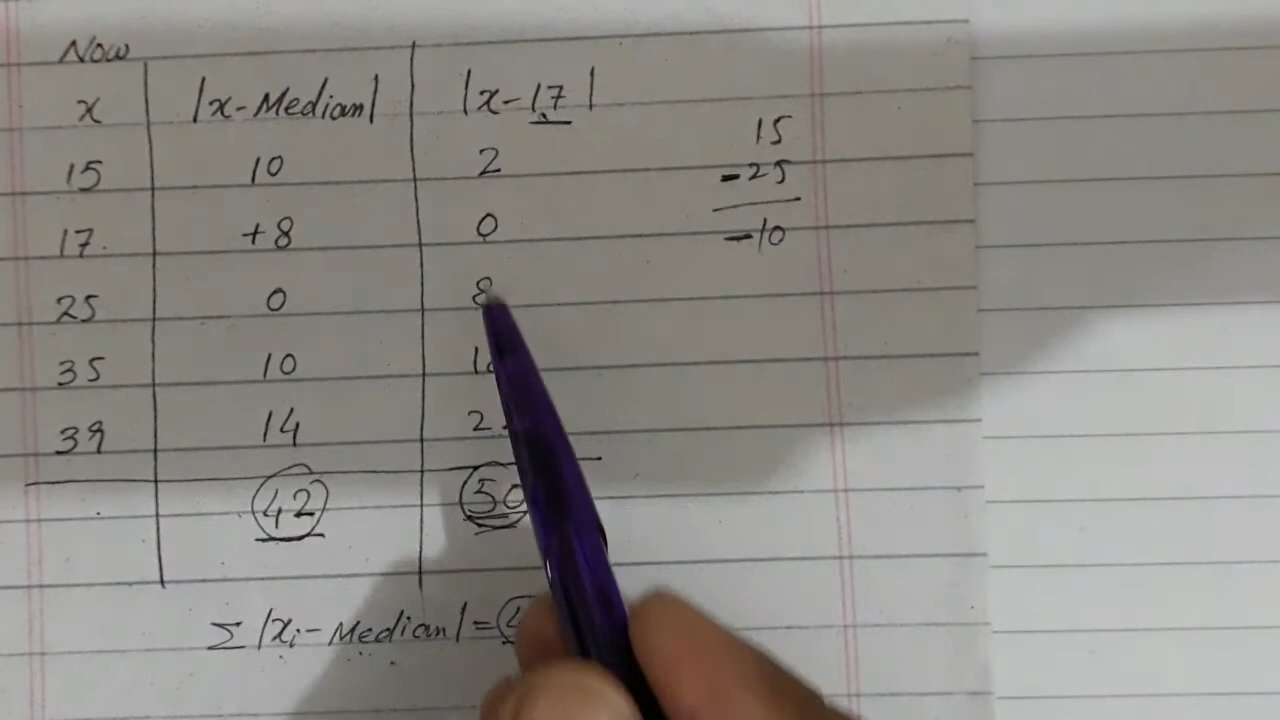 Now
x |x-Median| |x-17|
15 10 2 15
17. +8 0 -25
25 0 8 -10
35 10
39 14
42
Σ|xi-Median|=